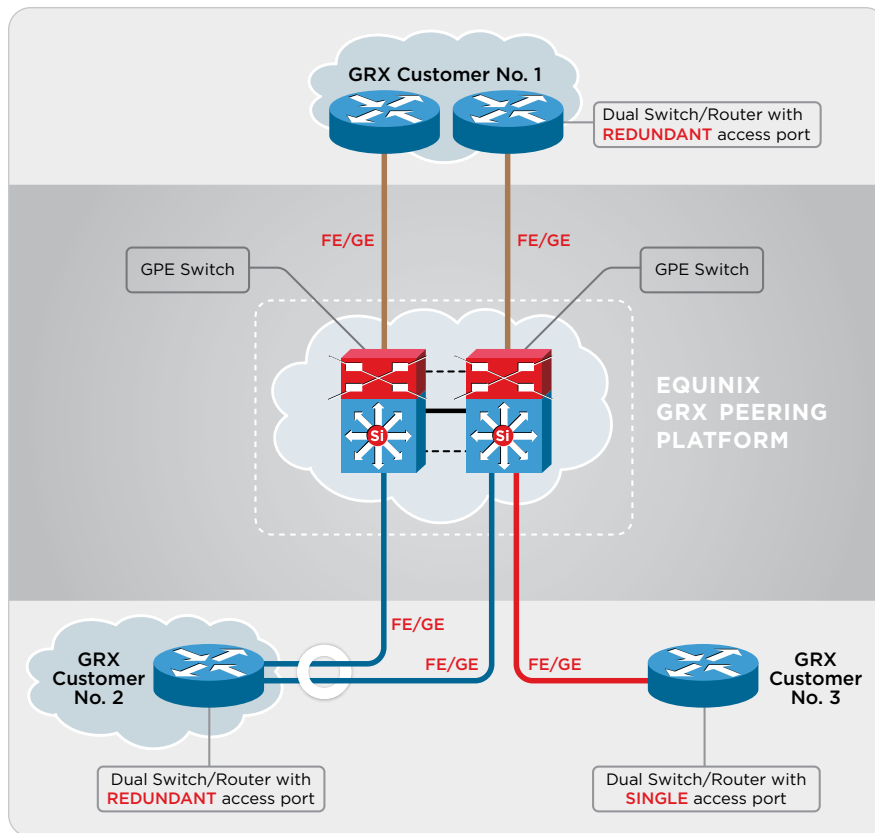 GRX Customer No. 1
Dual Switch/Router with
REDUNDANT access port
FE/GE
FE/GE
GPE Switch
GPE Switch
EQUINIX
GRX PEERING
PLATFORM
Si
Si
FE/GE
FE/GE
FE/GE
GRX
Customer
No. 2
GRX
Customer
No. 3
Dual Switch/Router with
REDUNDANT access port
Dual Switch/Router with
SINGLE access port